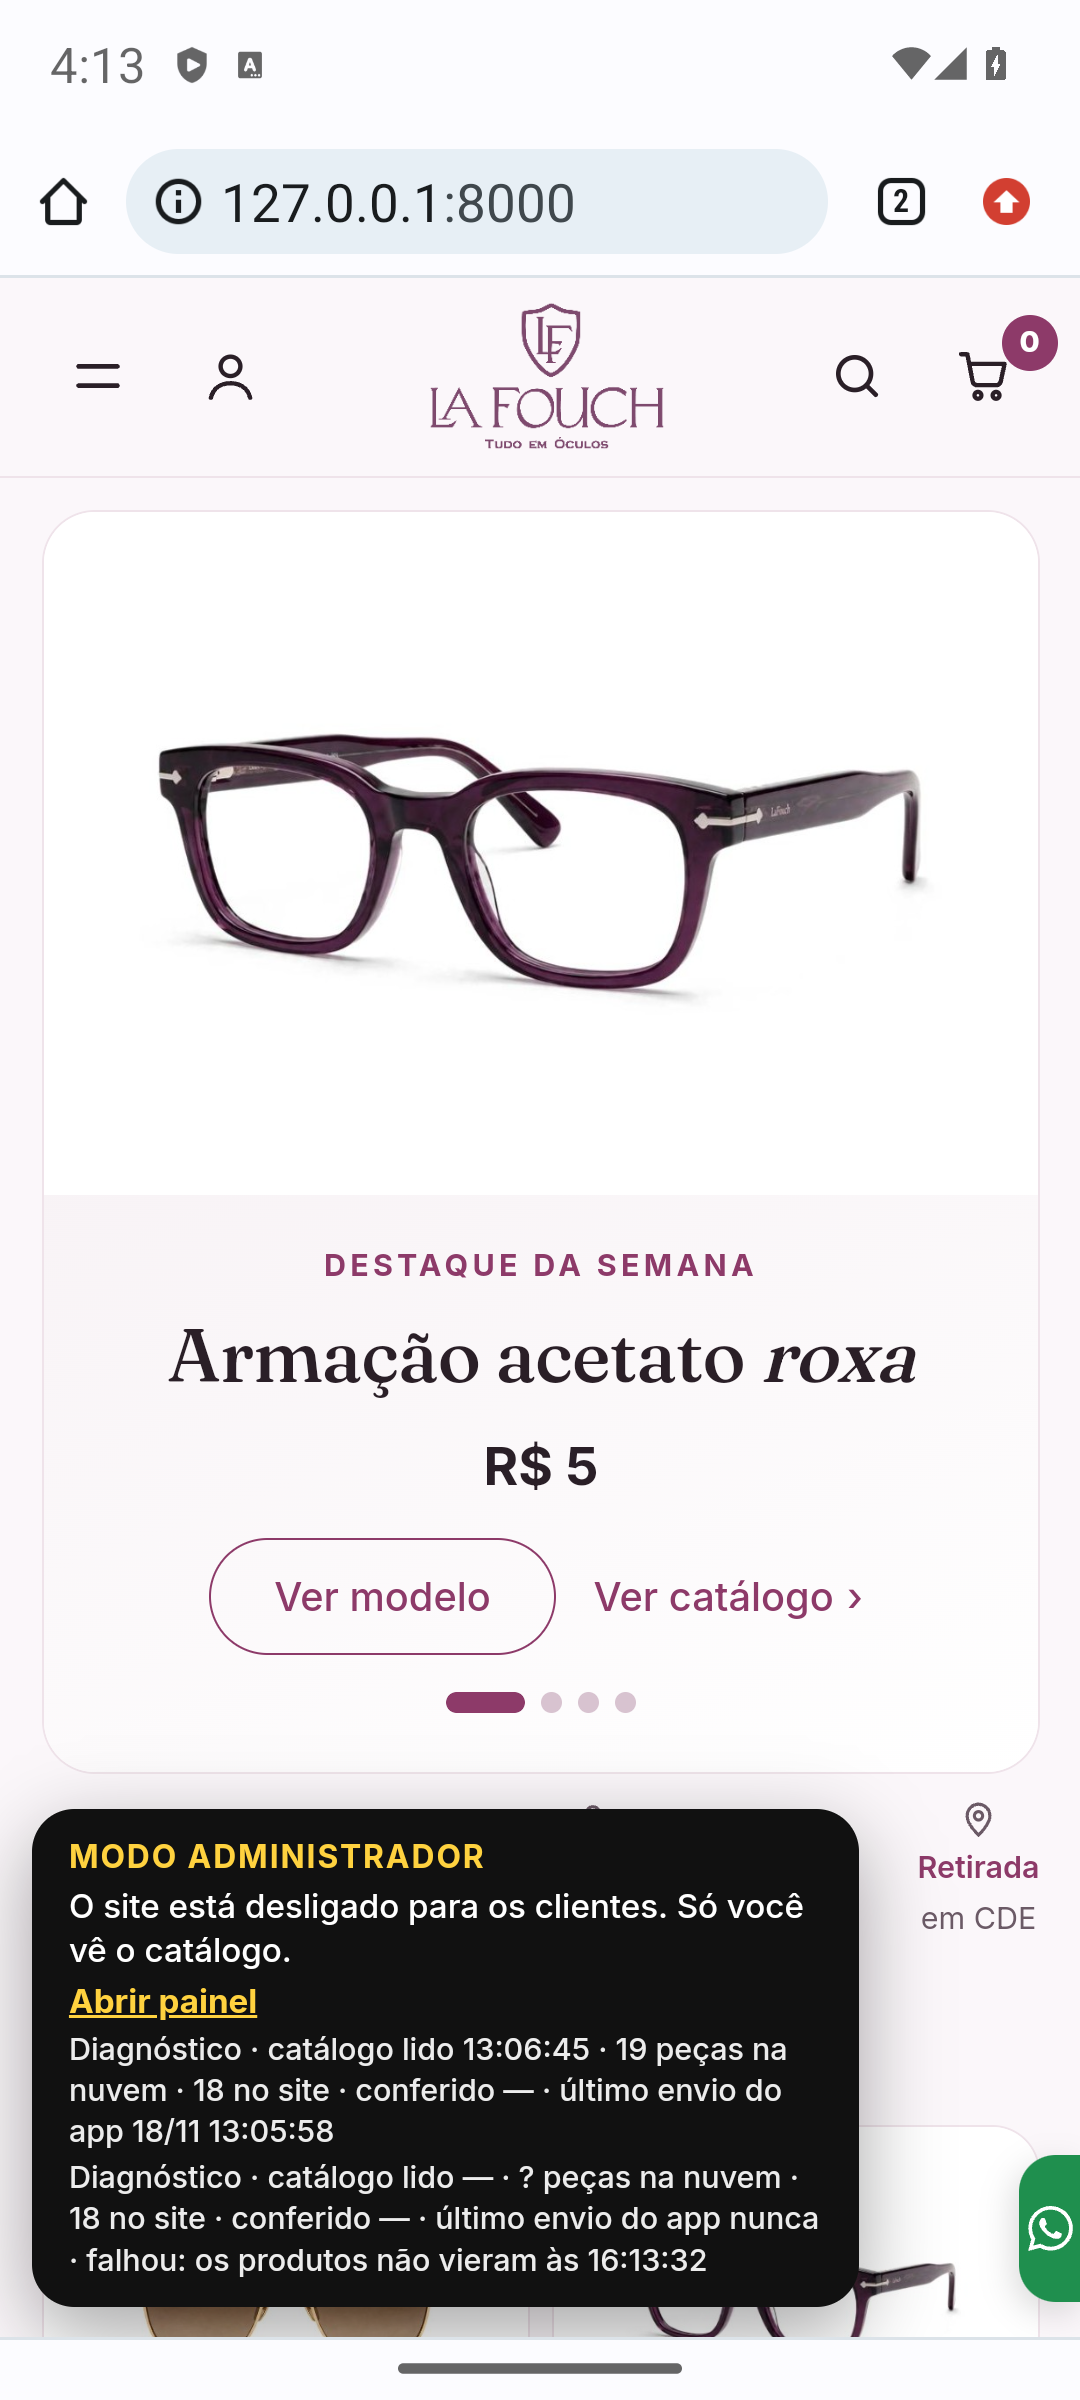 4:13
127.0.0.1:8000
2
LF
LA FOUCH
TUDO EM ÓCULOS
0
LaFouch
DESTAQUE DA SEMANA
Armação acetato roxa
R$ 5
Ver modelo
Ver catálogo ›
Retirada
em CDE
MODO ADMINISTRADOR
O site está desligado para os clientes. Só você
vê o catálogo.
Abrir painel
Diagnóstico · catálogo lido 13:06:45 · 19 peças na
nuvem · 18 no site · conferido — · último envio do
app 18/11 13:05:58
Diagnóstico · catálogo lido — · ? peças na nuvem ·
18 no site · conferido — · último envio do app nunca
· falhou: os produtos não vieram às 16:13:32